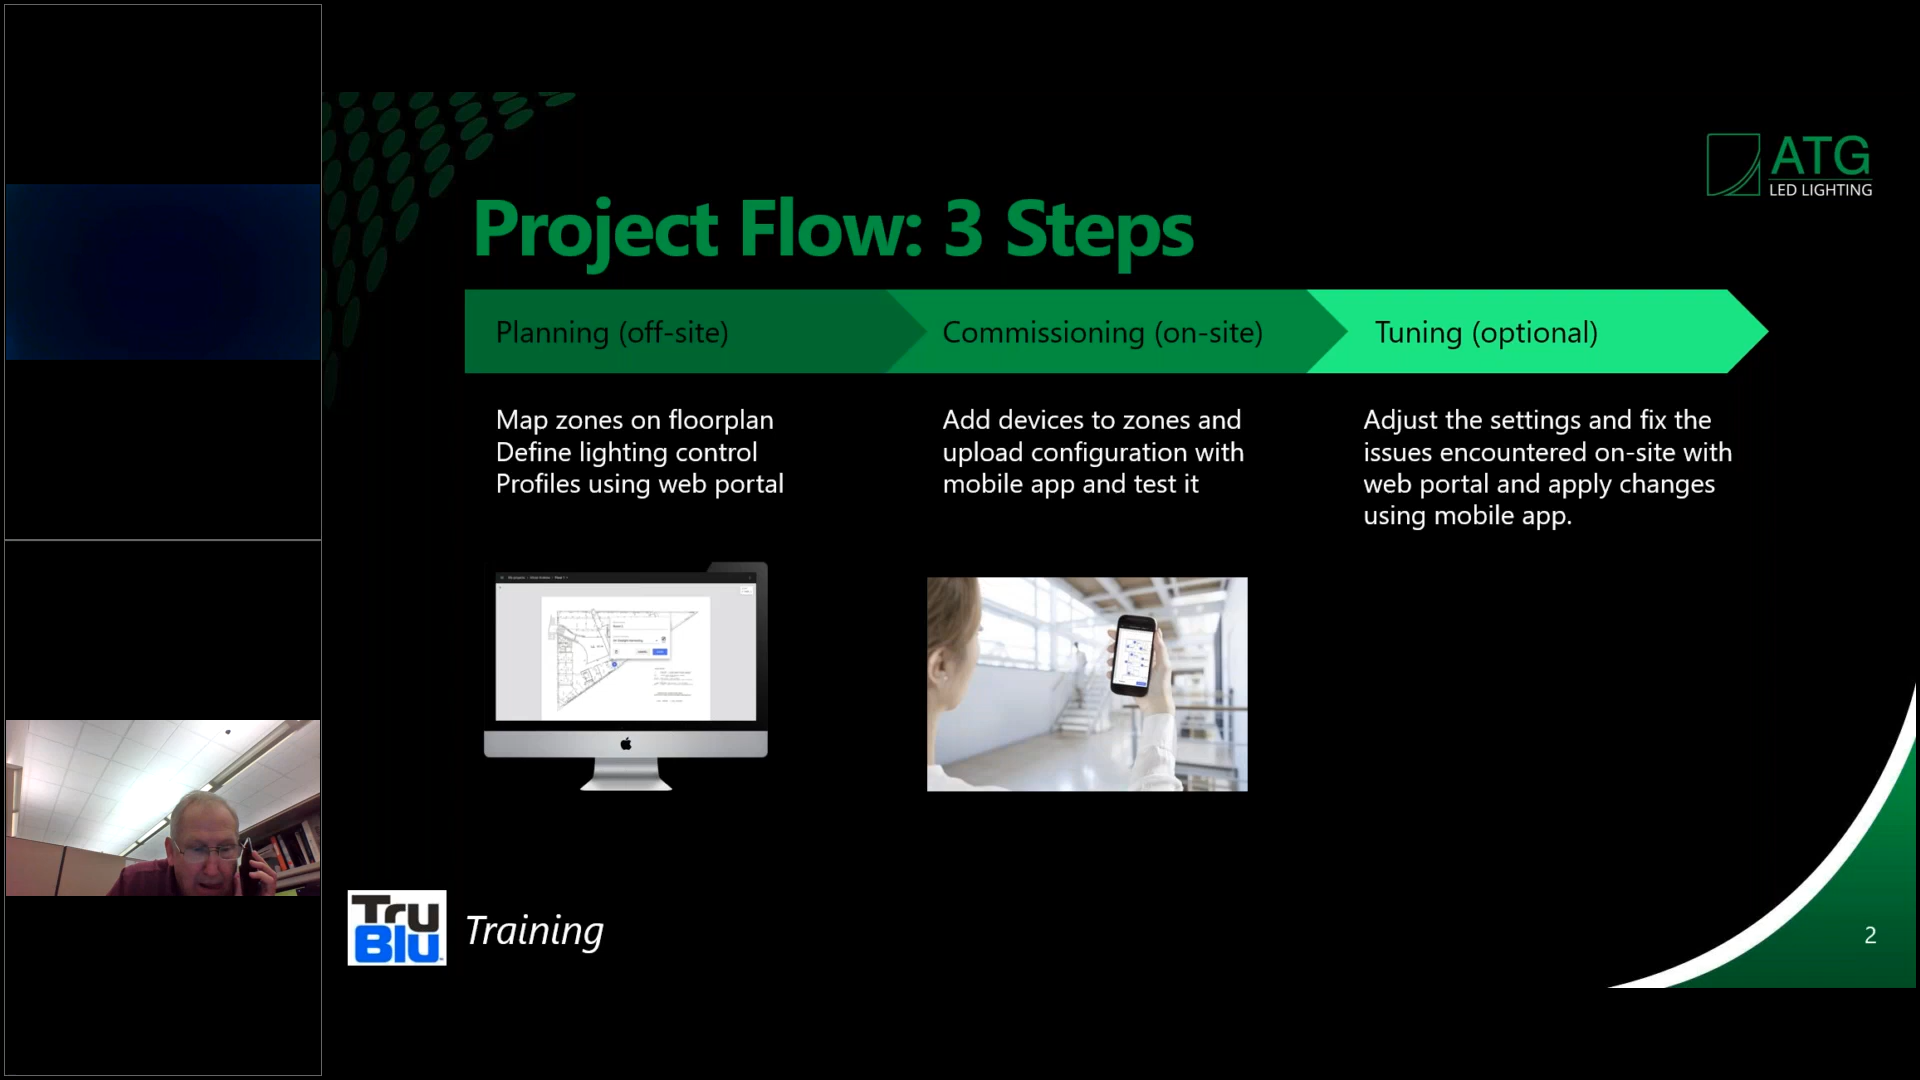 ATG
LED LIGHTING
Project Flow: 3 Steps
Planning (off-site)
Commissioning (on-site)
Tuning (optional)
Map zones on floorplan
Define lighting control
Profiles using web portal
Add devices to zones and
upload configuration with
mobile app and test it
Adjust the settings and fix the
issues encountered on-site with
web portal and apply changes
using mobile app.
Tru
Blu
Training
2